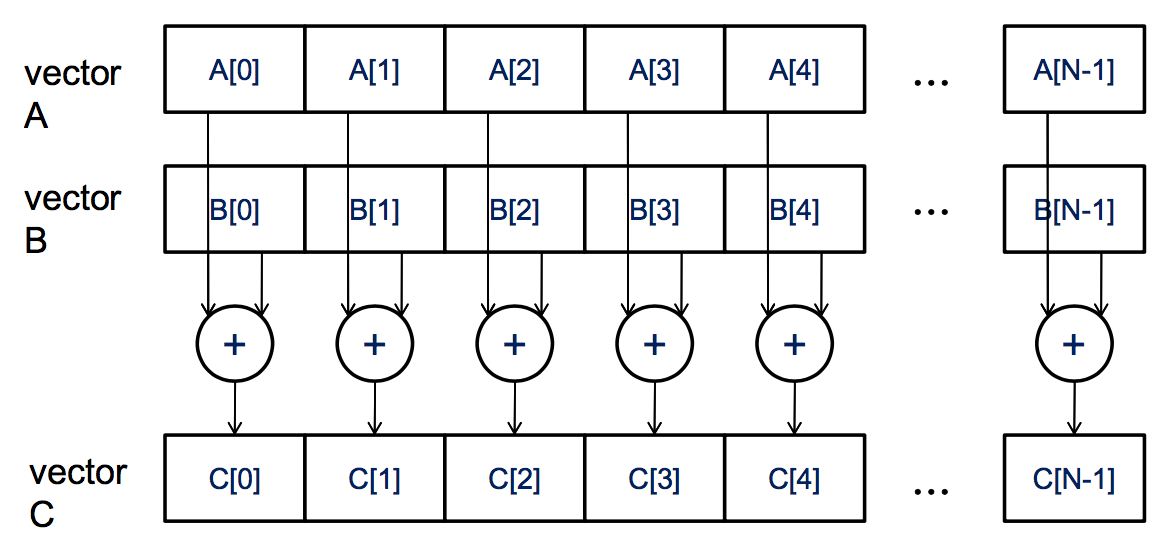 vector A[0] A[1] A[2] A[3] A[4] ... A[N-1]
A
vector B[0] B[1] B[2] B[3] B[4] ... B[N-1]
B
+ + + + + +
vector C[0] C[1] C[2] C[3] C[4] ... C[N-1]
C